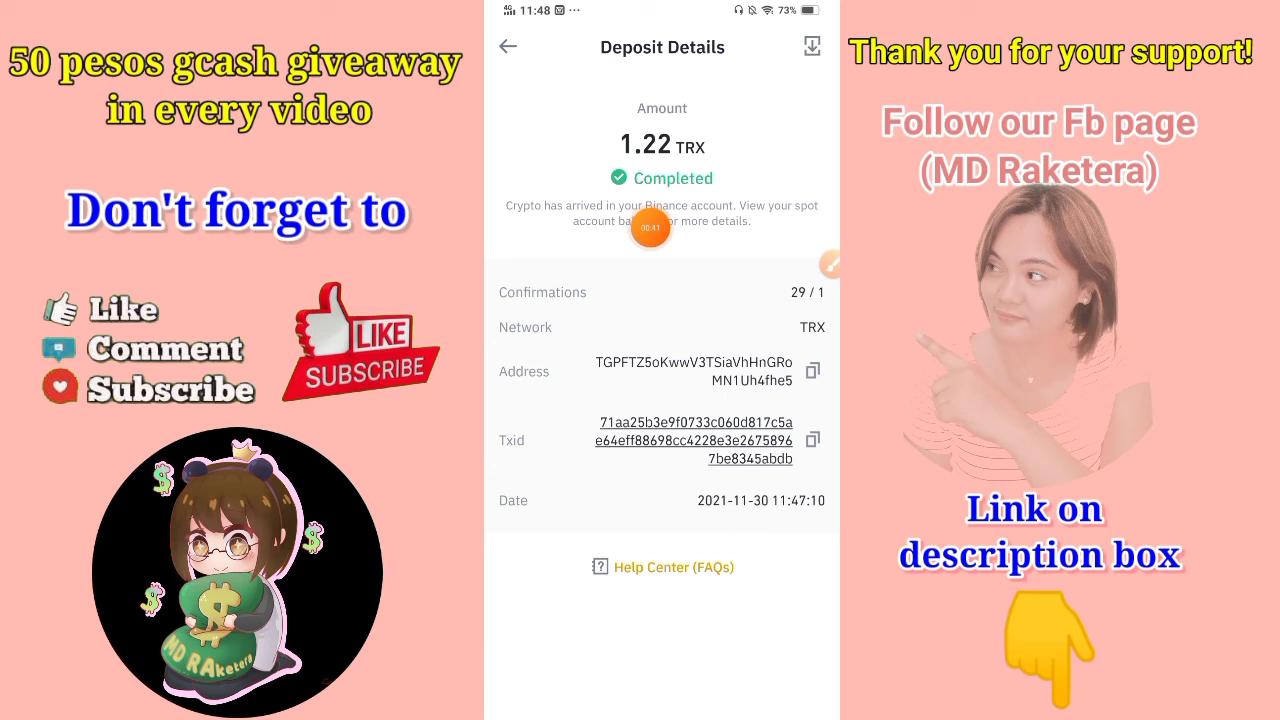 50 pesos gcash giveaway
in every video
Don't forget to
Like
Comment
Subscribe
LIKE
SUBSCRIBE
MD RAketera
4G 11:48 ···
73%
Deposit Details
Amount
1.22 TRX
Completed
Crypto has arrived in your Binance account. View your spot
account ba or more details.
00:41
Confirmations
29 / 1
Network
TRX
Address
TGPFTZ5oKwwV3TSiaVhHnGRo
MN1Uh4fhe5
Txid
71aa25b3e9f0733c060d817c5a
e64eff88698cc4228e3e2675896
7be8345abdb
Date
2021-11-30 11:47:10
Help Center (FAQs)
Thank you for your support!
Follow our Fb page
(MD Raketera)
Link on
description box